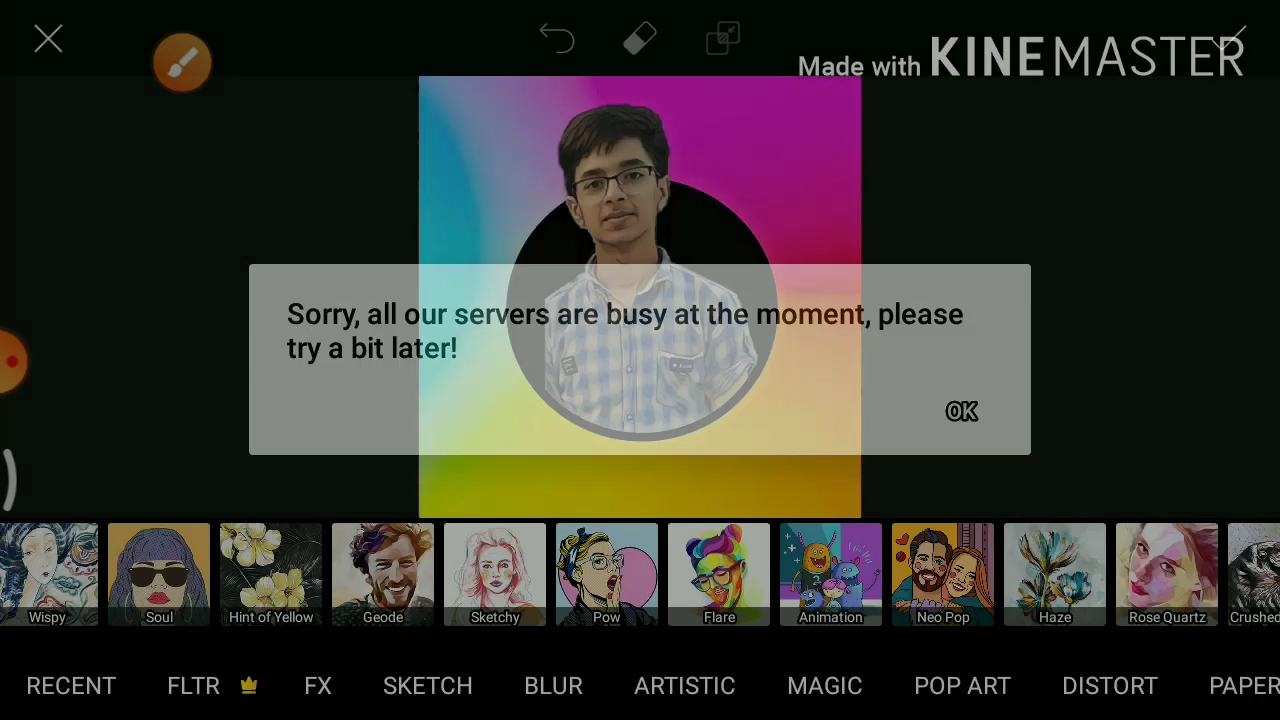 Made with KINEMASTER
Sorry, all our servers are busy at the moment, please
try a bit later!
OK
Wispy Soul Hint of Yellow Geode Sketchy Pow Flare Animation Neo Pop Haze Rose Quartz Crushed
RECENT FLTR FX SKETCH BLUR ARTISTIC MAGIC POP ART DISTORT PAPER